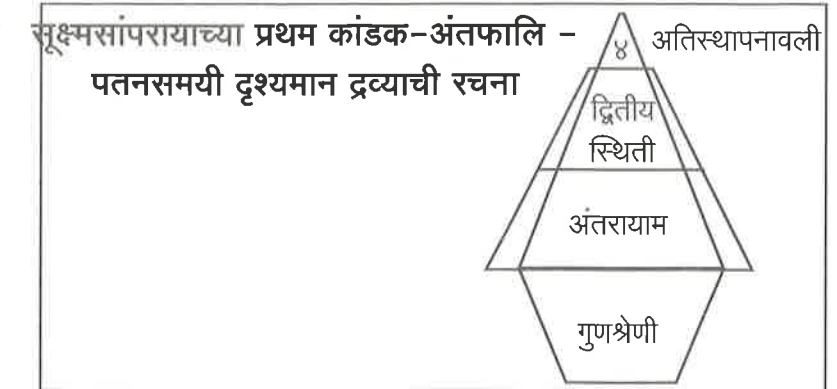 सूक्ष्मसांपरायाच्या प्रथम कांडक-अंतफालि -
पतनसमयी दृश्यमान द्रव्याची रचना
४ अतिस्थापनावली
द्वितीय
स्थिती
अंतरायाम
गुणश्रेणी